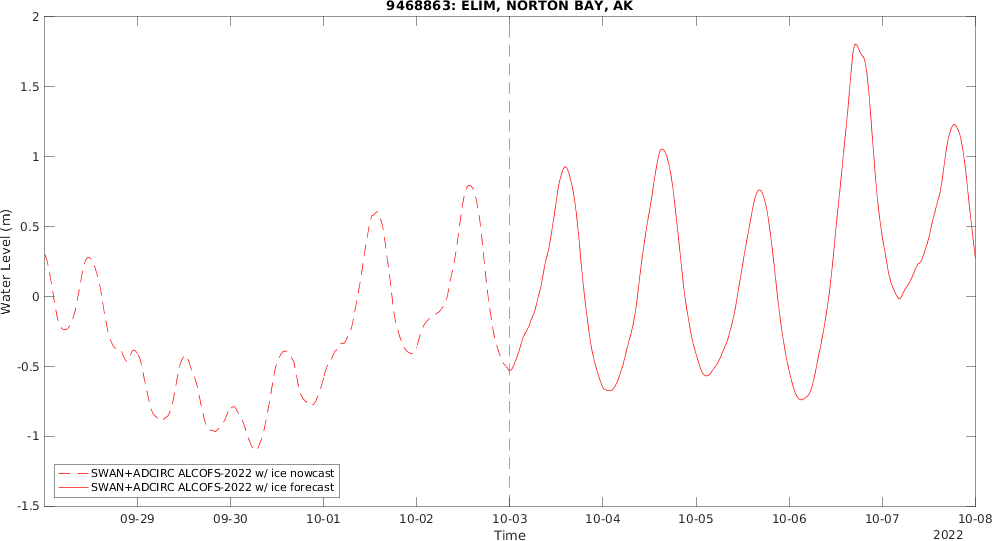 9468863: ELIM, NORTON BAY, AK
Water Level (m)
2
1.5
1
0.5
0
-0.5
-1
-1.5
SWAN+ADCIRC ALCOFS-2022 w/ ice nowcast
SWAN+ADCIRC ALCOFS-2022 w/ ice forecast
09-29 09-30 10-01 10-02 10-03 10-04 10-05 10-06 10-07 10-08
Time
2022